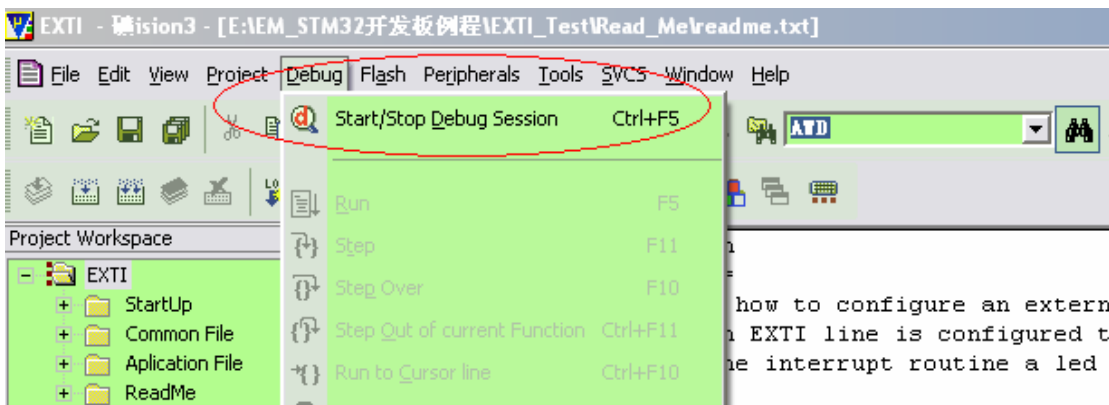 EXTI - 礦ision3 - [E:\EM_STM32开发板例程\EXTI_Test\Read_Me\readme.txt]
File Edit View Project Debug Flash Peripherals Tools SVCS Window Help
Start/Stop Debug Session Ctrl+F5
ATD
Run F5
Project Workspace
Step F11
EXTI
Step Over F10
StartUp
how to configure an extern
Step Out of current Function Ctrl+F11
Common File
EXTI line is configured t
Run to Cursor line Ctrl+F10
Aplication File
interrupt routine a led
ReadMe